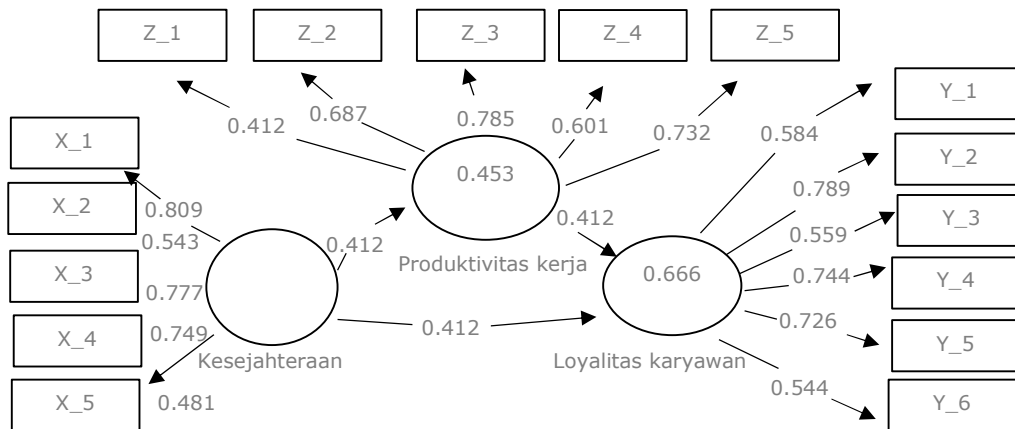 Z_1
Z_2
Z_3
Z_4
Z_5
Y_1
0.687
0.785
0.601
0.732
0.584
0.412
X_1
Y_2
0.453
0.789
X_2
0.809
0.543
0.412
0.412
0.559
Y_3
X_3
0.777
Produktivitas kerja
0.666
0.744
Y_4
X_4
0.749
0.412
0.726
Y_5
Kesejahteraan
Loyalitas karyawan
X_5
0.481
0.544
Y_6